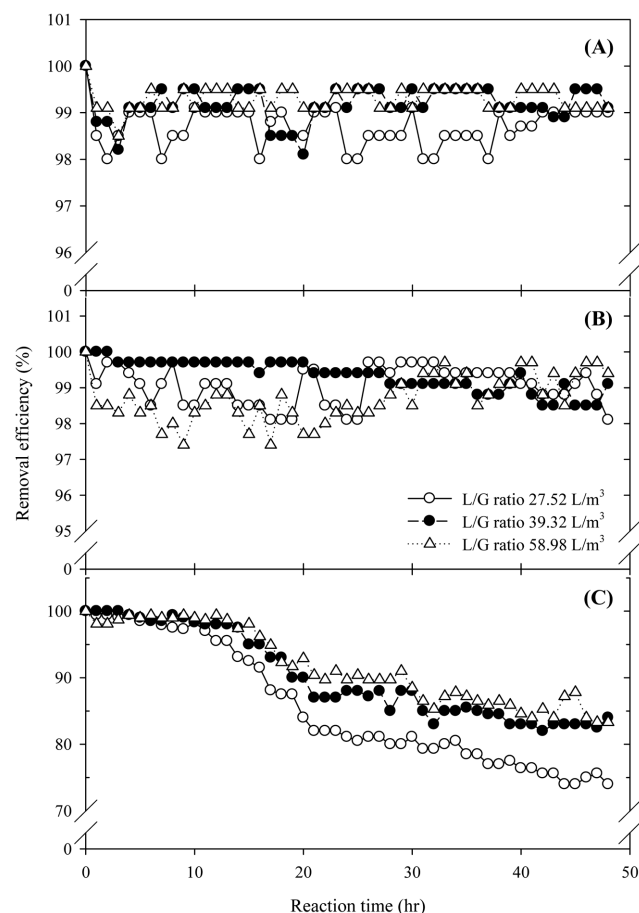 101
(A)
100
99
98
97
96
0
101
(B)
100
99
98
97
96
95
0
L/G ratio 27.52 L/m³
L/G ratio 39.32 L/m³
L/G ratio 58.98 L/m³
Removal efficiency (%)
(C)
100
90
80
70
0
0 10 20 30 40 50
Reaction time (hr)